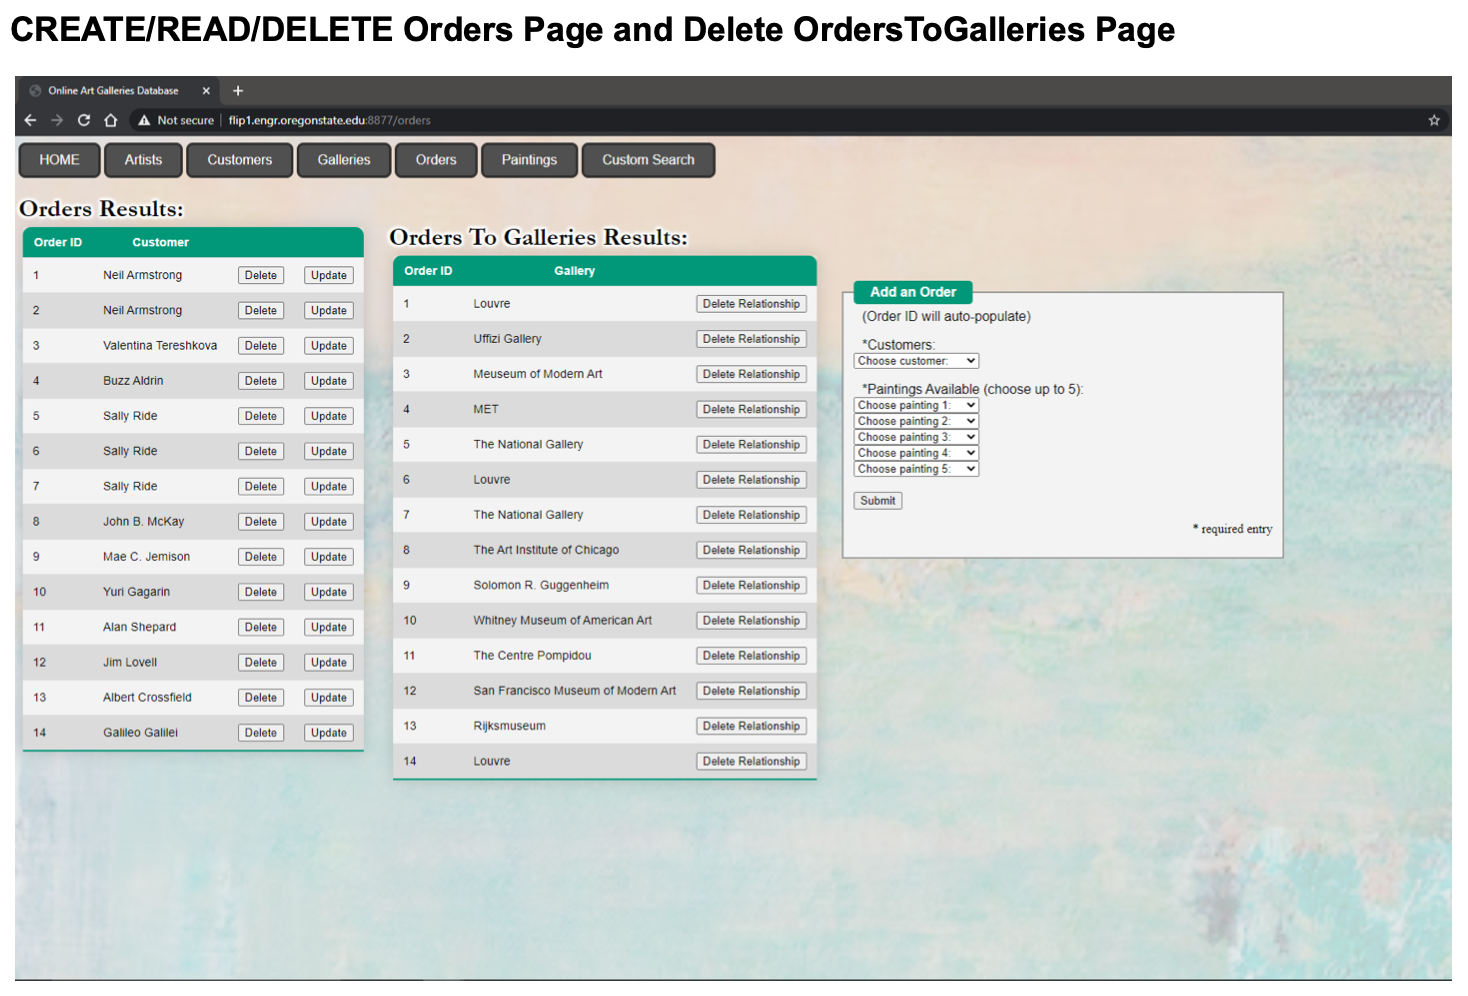 CREATE/READ/DELETE Orders Page and Delete OrdersToGalleries Page
Online Art Galleries Database
Not secure | flip1.engr.oregonstate.edu:8877/orders
HOME Artists Customers Galleries Orders Paintings Custom Search
Orders Results:
Order ID Customer
1 Neil Armstrong Delete Update
2 Neil Armstrong Delete Update
3 Valentina Tereshkova Delete Update
4 Buzz Aldrin Delete Update
5 Sally Ride Delete Update
6 Sally Ride Delete Update
7 Sally Ride Delete Update
8 John B. McKay Delete Update
9 Mae C. Jemison Delete Update
10 Yuri Gagarin Delete Update
11 Alan Shepard Delete Update
12 Jim Lovell Delete Update
13 Albert Crossfield Delete Update
14 Galileo Galilei Delete Update
Orders To Galleries Results:
Order ID Gallery
1 Louvre Delete Relationship
2 Uffizi Gallery Delete Relationship
3 Meuseum of Modern Art Delete Relationship
4 MET Delete Relationship
5 The National Gallery Delete Relationship
6 Louvre Delete Relationship
7 The National Gallery Delete Relationship
8 The Art Institute of Chicago Delete Relationship
9 Solomon R. Guggenheim Delete Relationship
10 Whitney Museum of American Art Delete Relationship
11 The Centre Pompidou Delete Relationship
12 San Francisco Museum of Modern Art Delete Relationship
13 Rijksmuseum Delete Relationship
14 Louvre Delete Relationship
Add an Order
(Order ID will auto-populate)
*Customers:
Choose customer:
*Paintings Available (choose up to 5):
Choose painting 1:
Choose painting 2:
Choose painting 3:
Choose painting 4:
Choose painting 5:
Submit
* required entry